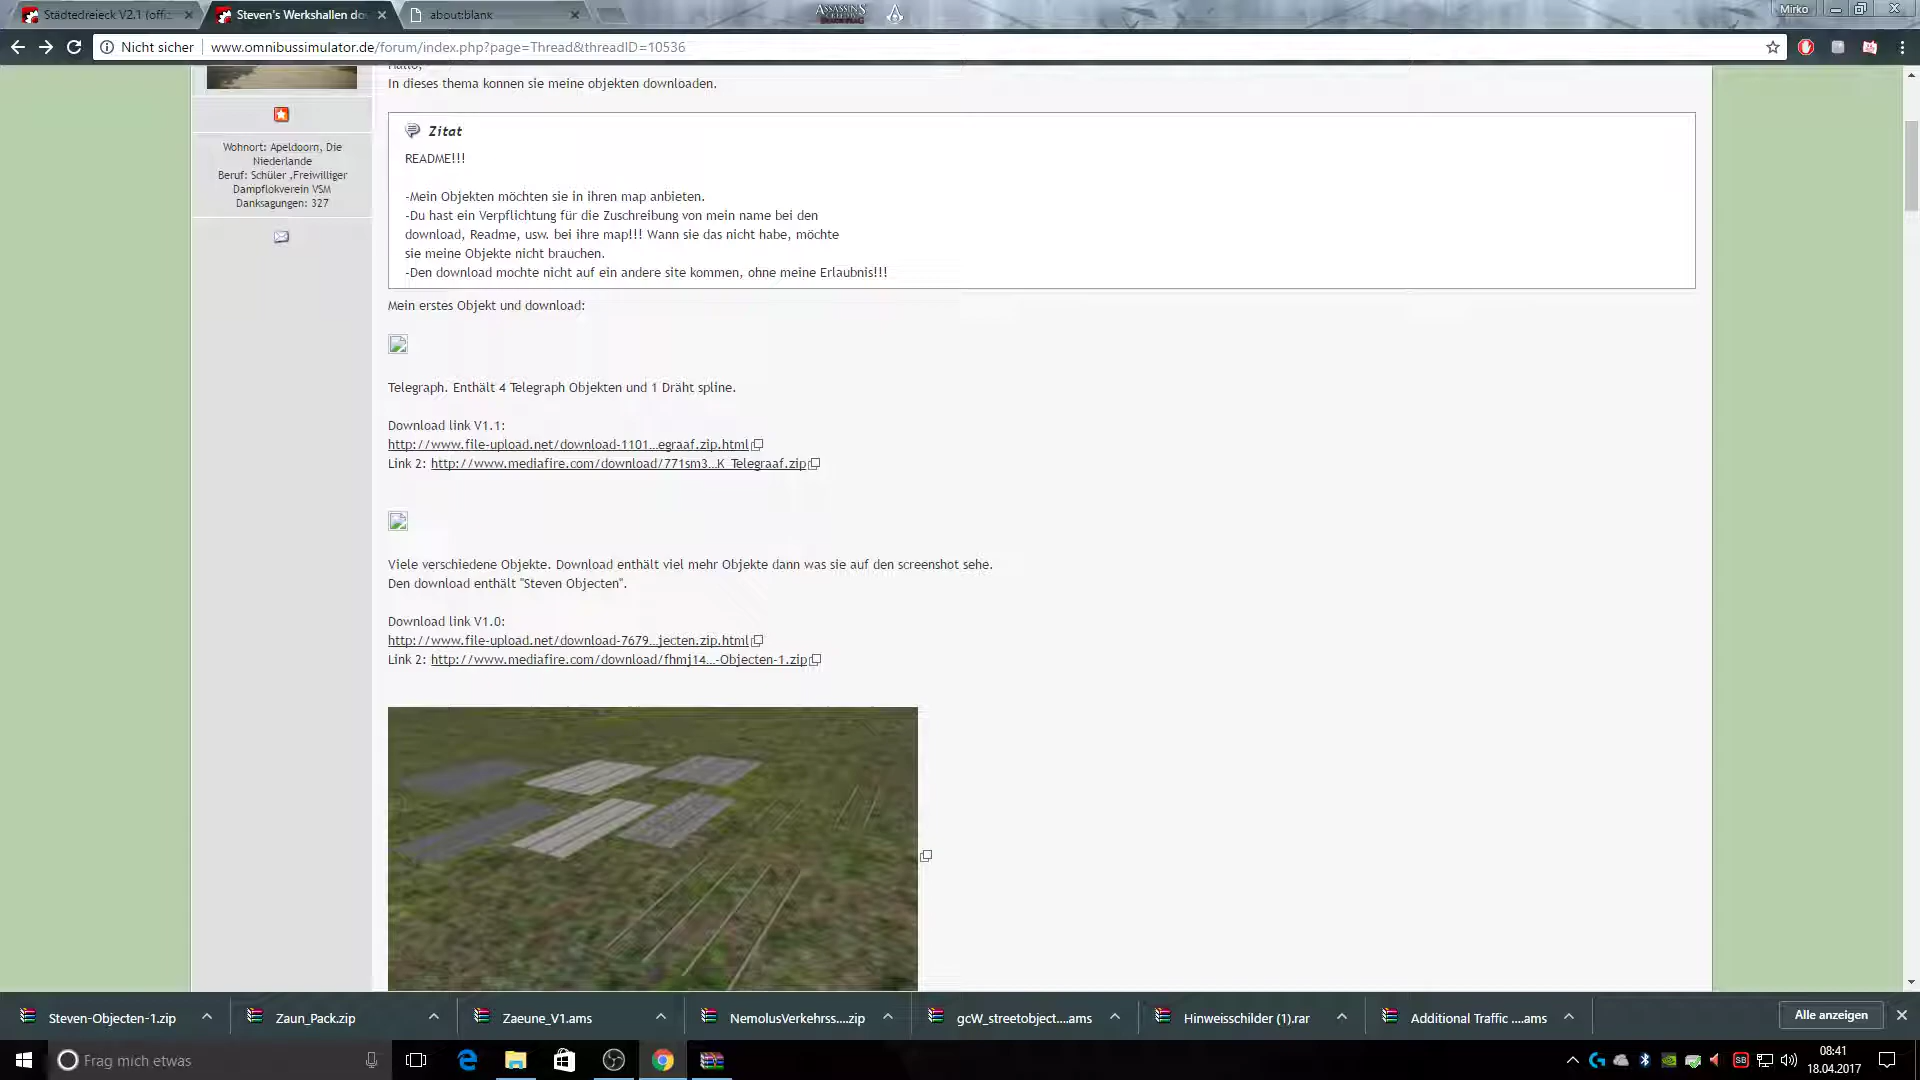 Städtedreieck V2.1 (offi
Steven's Werkshallen do
about:blank
ASSASSIN'S
Mirko
Nicht sicher
www.omnibussimulator.de/forum/index.php?page=Thread&threadID=10536
Hallo,
In dieses thema konnen sie meine objekten downloaden.
Wohnort: Apeldoorn, Die
Niederlande
Beruf: Schüler ,Freiwilliger
Dampflokverein VSM
Danksagungen: 327
Zitat
README!!!
-Mein Objekten möchten sie in ihren map anbieten.
-Du hast ein Verpflichtung für die Zuschreibung von mein name bei den
download, Readme, usw. bei ihre map!!! Wann sie das nicht habe, möchte
sie meine Objekte nicht brauchen.
-Den download mochte nicht auf ein andere site kommen, ohne meine Erlaubnis!!!
Mein erstes Objekt und download:
Telegraph. Enthält 4 Telegraph Objekten und 1 Dräht spline.
Download link V1.1:
http://www.file-upload.net/download-1101...egraaf.zip.html
Link 2: http://www.mediafire.com/download/771sm3...K_Telegraaf.zip
Viele verschiedene Objekte. Download enthält viel mehr Objekte dann was sie auf den screenshot sehe.
Den download enthält "Steven Objecten".
Download link V1.0:
http://www.file-upload.net/download-7679...jecten.zip.html
Link 2: http://www.mediafire.com/download/fhmj14...-Objecten-1.zip
Steven-Objecten-1.zip
Zaun_Pack.zip
Zaeune_V1.ams
NemolusVerkehrss....zip
gcW_streetobject....ams
Hinweisschilder (1).rar
Additional Traffic ....ams
Alle anzeigen
Frag mich etwas
SB
08:41
18.04.2017